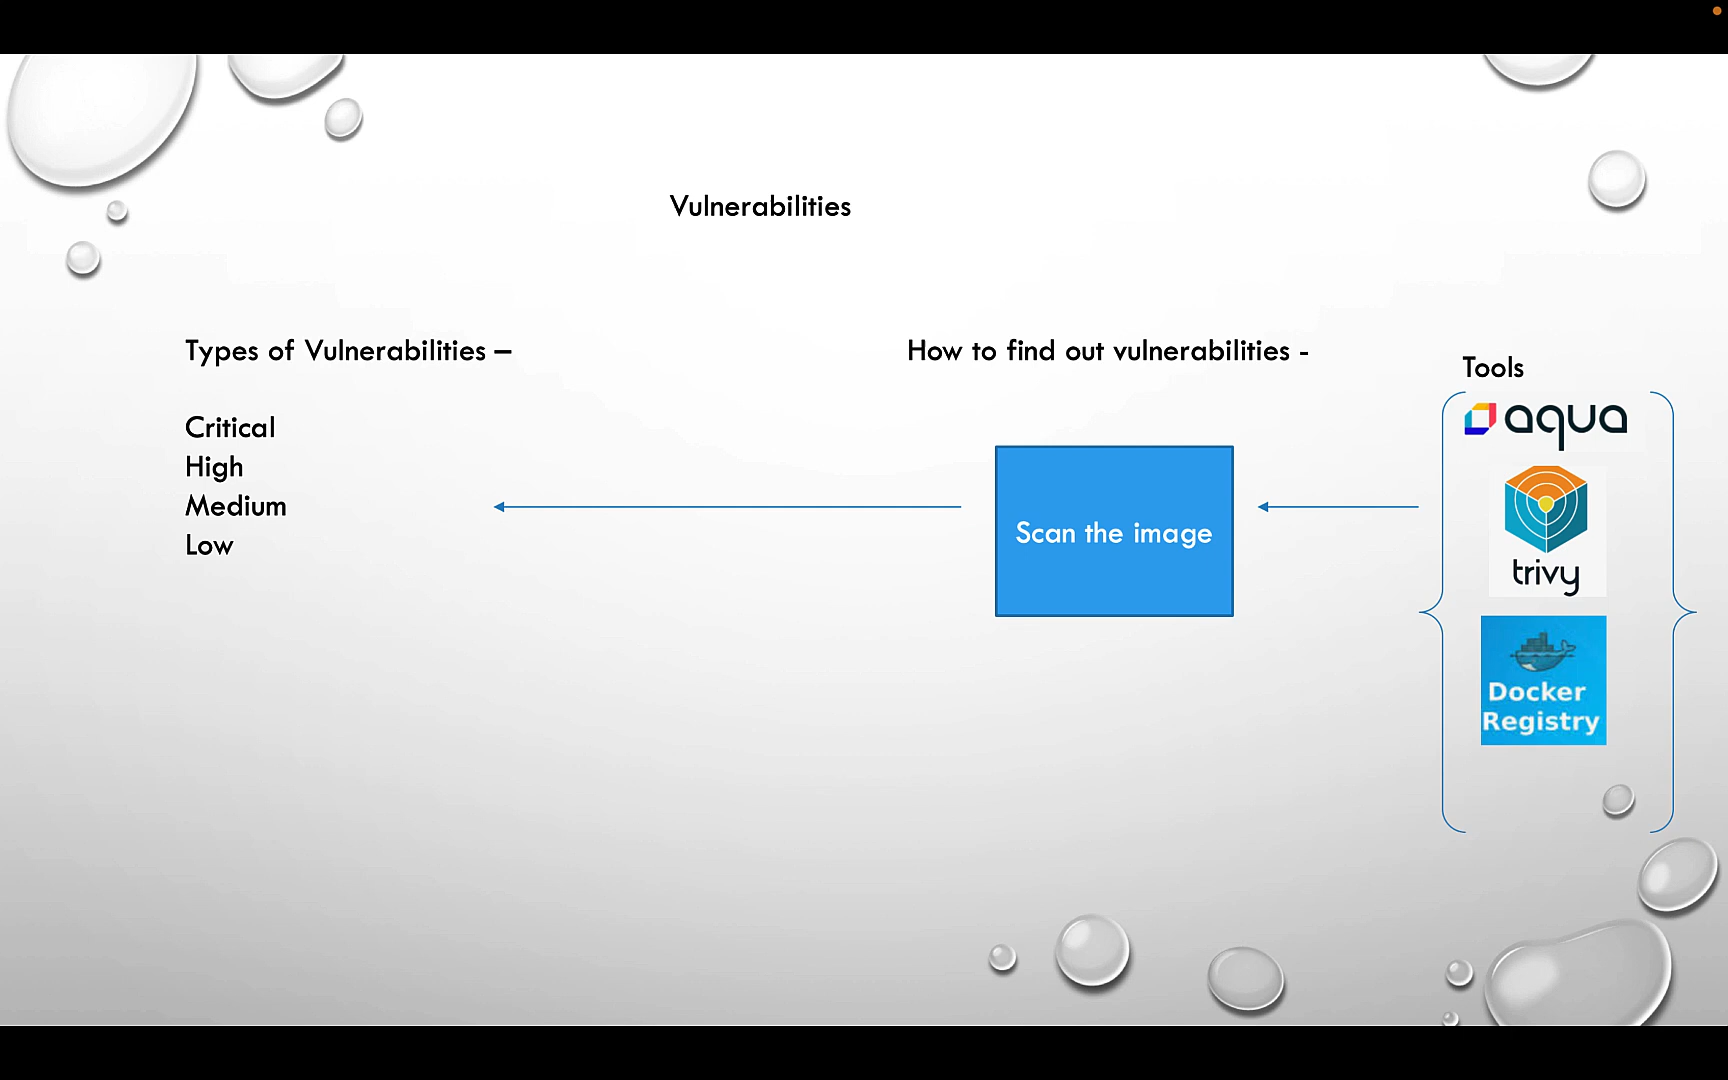 Vulnerabilities
Types of Vulnerabilities –
Critical
High
Medium
Low
How to find out vulnerabilities -
Scan the image
Tools
aqua
trivy
Docker
Registry